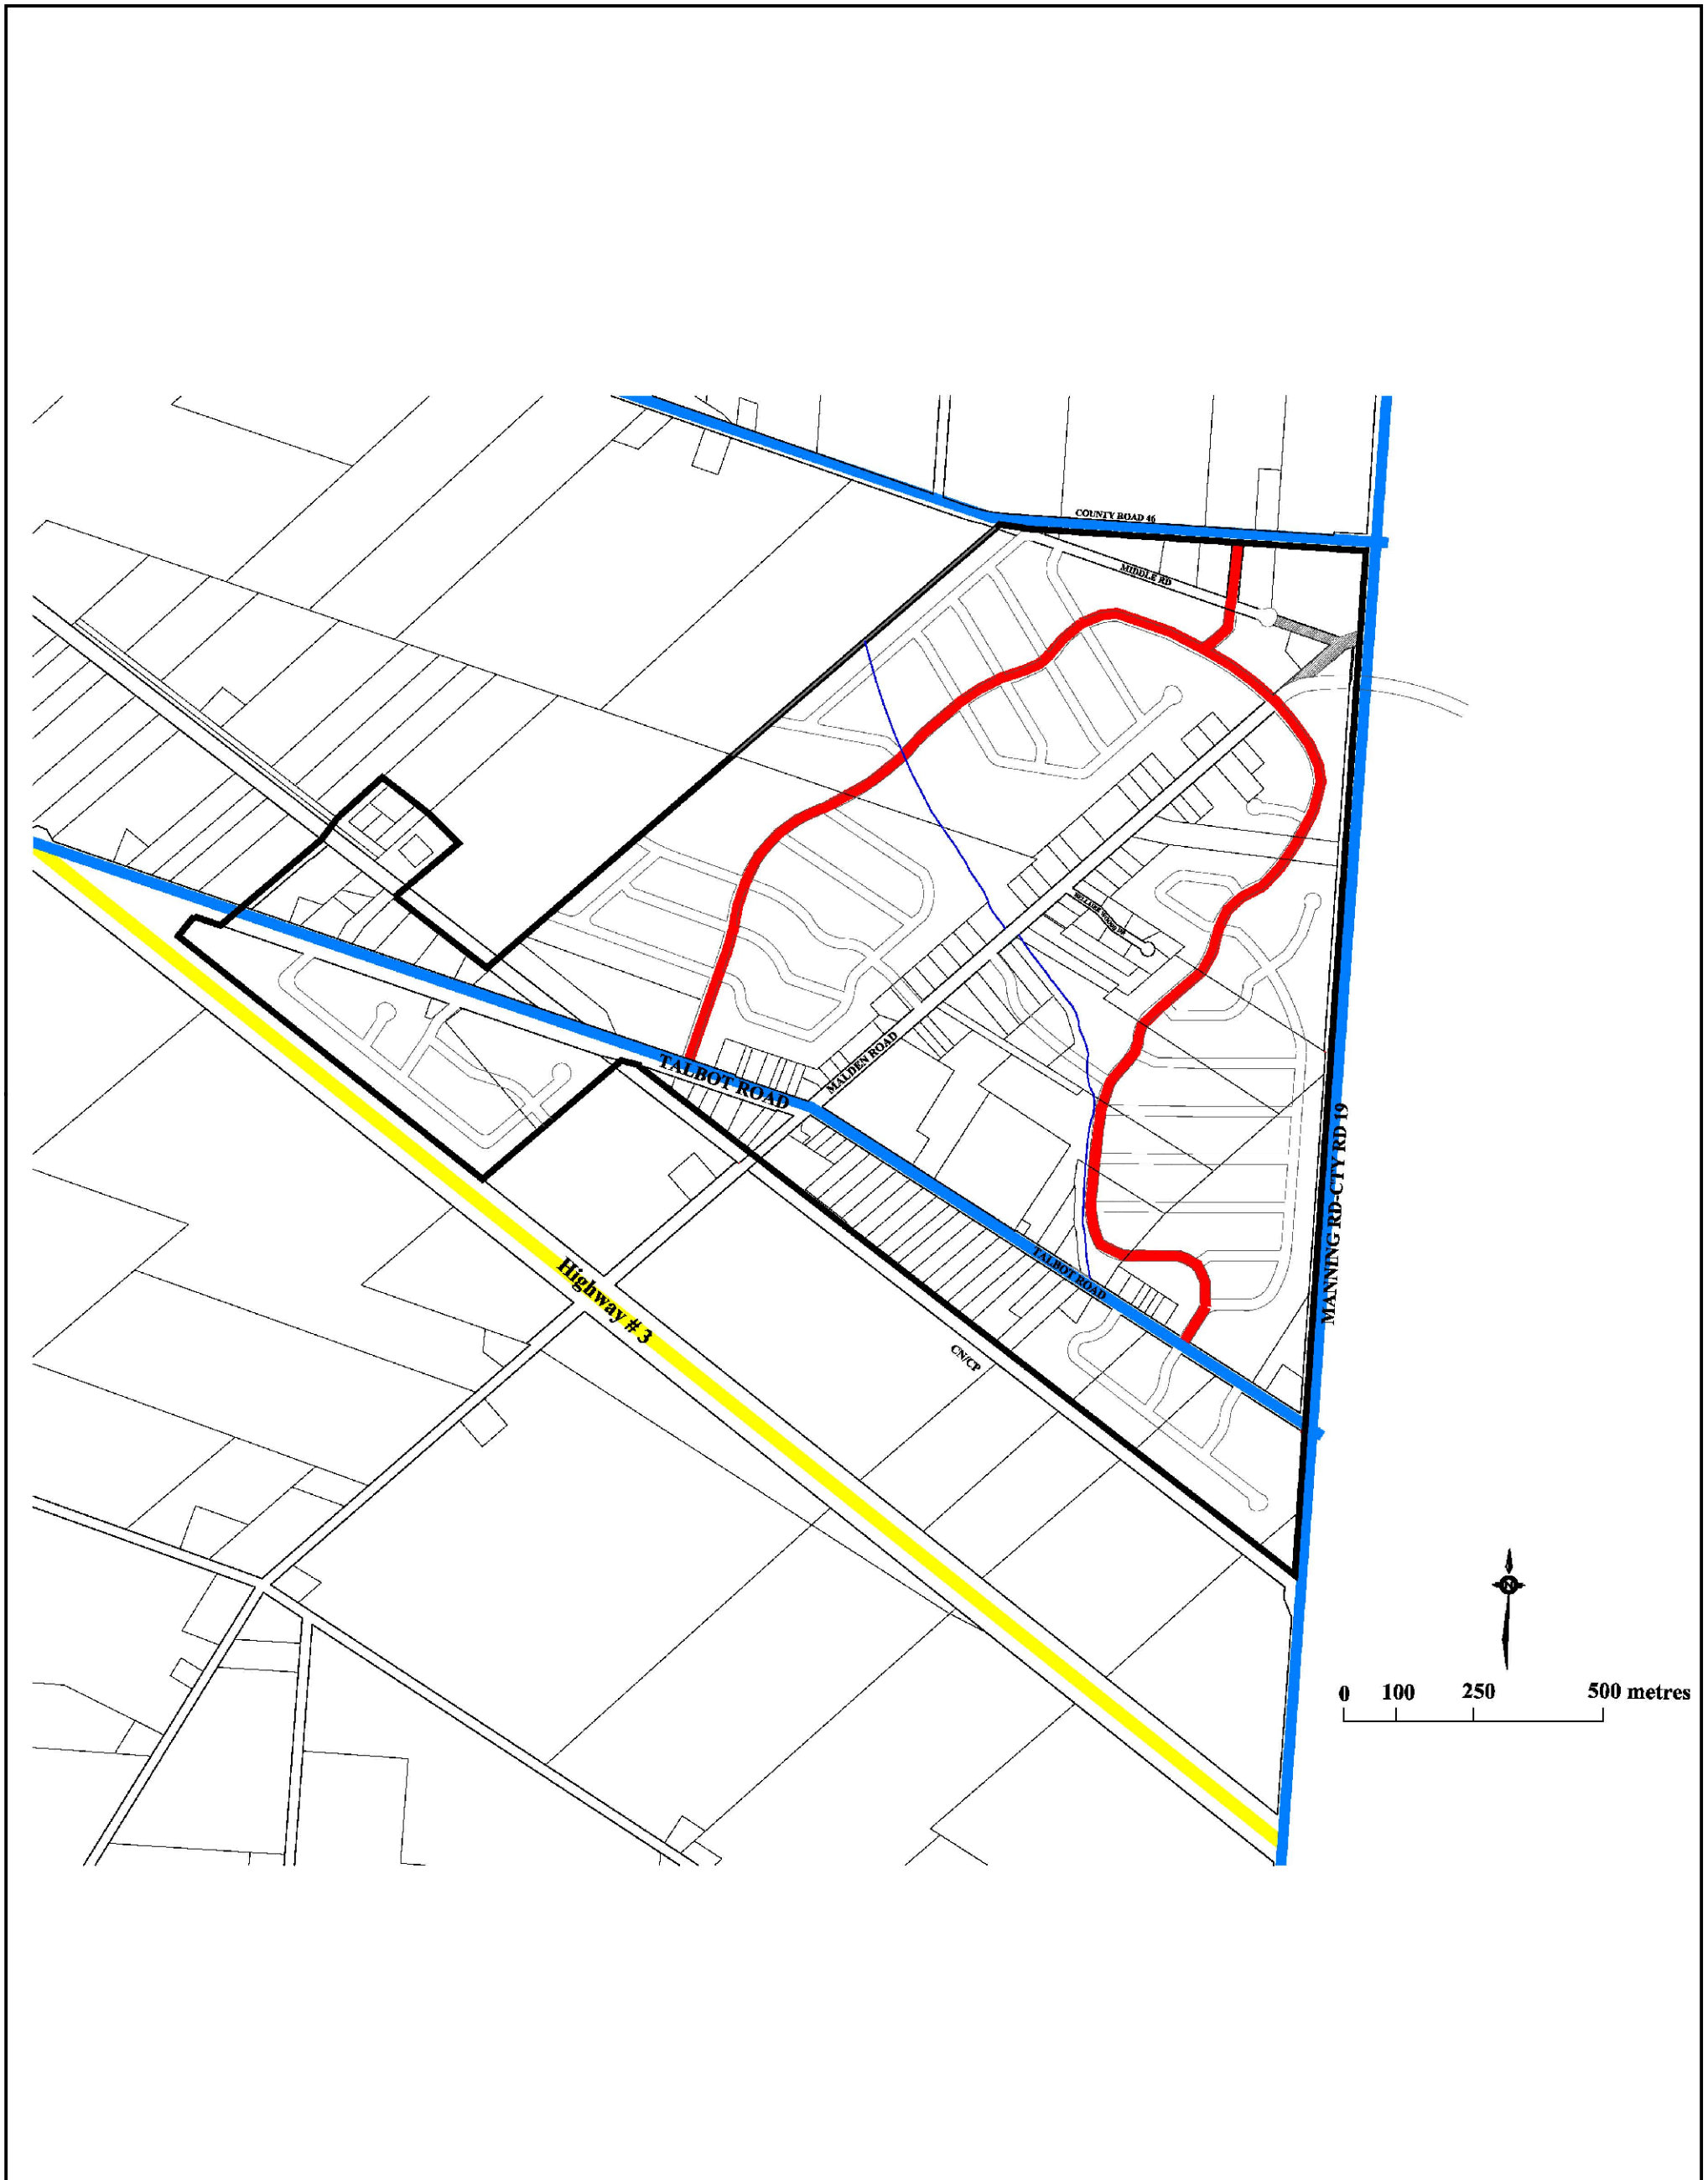 COUNTY ROAD 46
MIDDLE RD
MALDEN ROAD
TALBOT ROAD
MANNING RD-CTY RD 19
TALBOT ROAD
Highway # 3
CN/CP
N
0 100 250 500 metres